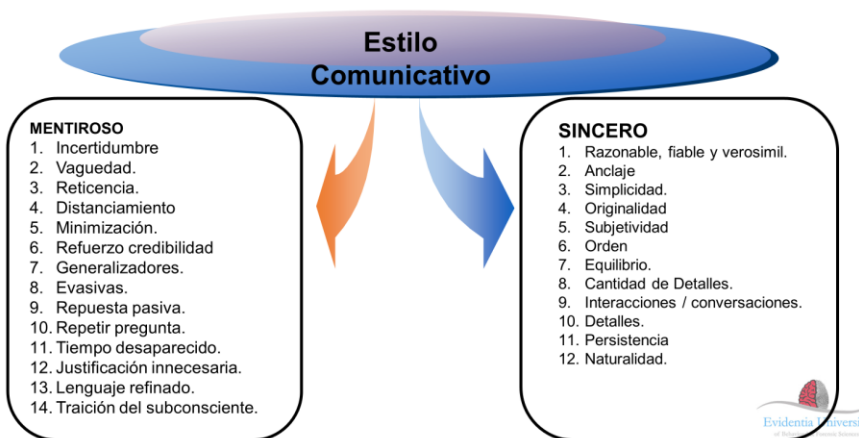 Estilo
Comunicativo
MENTIROSO
1. Incertidumbre
2. Vaguedad.
3. Reticencia.
4. Distanciamiento
5. Minimización.
6. Refuerzo credibilidad
7. Generalizadores.
8. Evasivas.
9. Repuesta pasiva.
10. Repetir pregunta.
11. Tiempo desaparecido.
12. Justificación innecesaria.
13. Lenguaje refinado.
14. Traición del subconsciente.
SINCERO
1. Razonable, fiable y verosimil.
2. Anclaje
3. Simplicidad.
4. Originalidad
5. Subjetividad
6. Orden
7. Equilibrio.
8. Cantidad de Detalles.
9. Interacciones / conversaciones.
10. Detalles.
11. Persistencia
12. Naturalidad.
Evidentia Universi
of Behavioral